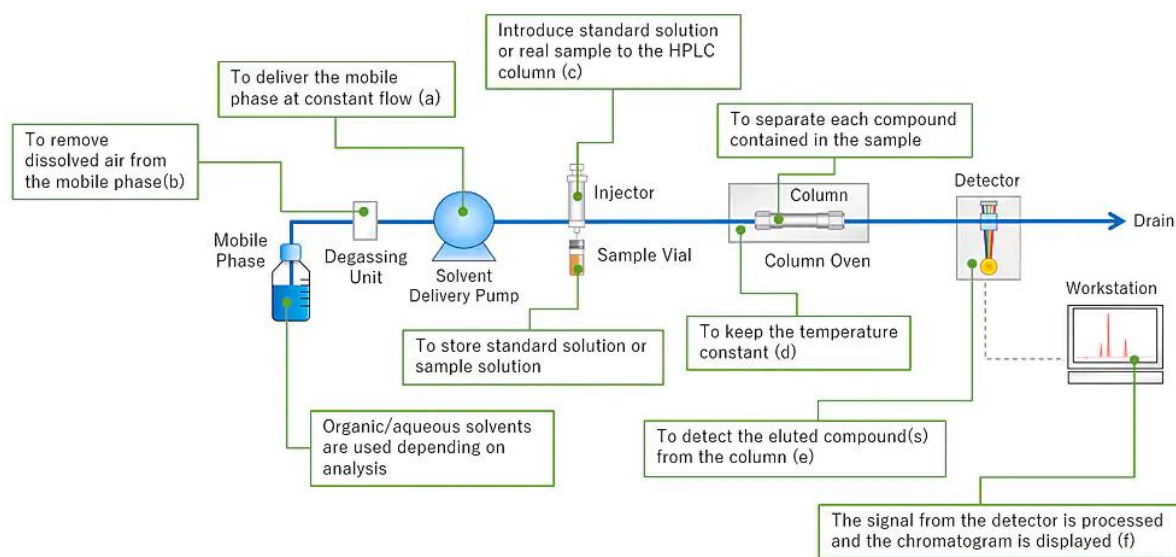 Introduce standard solution
or real sample to the HPLC
column (c)
To deliver the mobile
phase at constant flow (a)
To separate each compound
contained in the sample
To remove
dissolved air from
the mobile phase(b)
Injector
Column
Detector
Drain
Mobile
Phase
Degassing
Unit
Solvent
Delivery Pump
Sample Vial
Column Oven
Workstation
To store standard solution or
sample solution
To keep the temperature
constant (d)
Organic/aqueous solvents
are used depending on
analysis
To detect the eluted compound(s)
from the column (e)
The signal from the detector is processed
and the chromatogram is displayed (f)